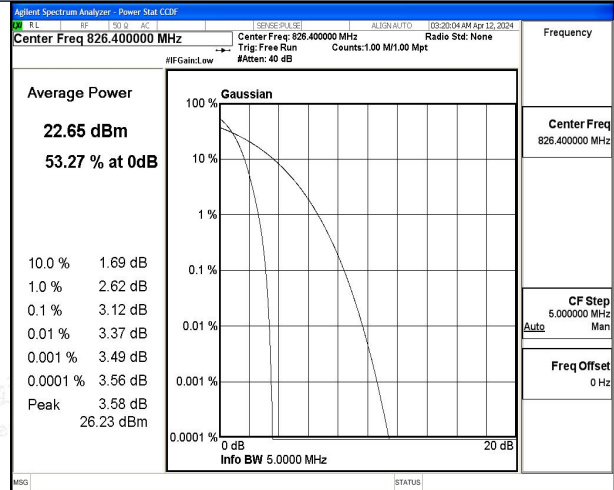 Agilent Spectrum Analyzer - Power Stat CCDF
RL RF 50 Ω AC SENSE:PULSE ALIGN AUTO 03:20:04 AM Apr 12, 2024
Center Freq 826.400000 MHz
Center Freq: 826.400000 MHz Radio Std: None
Trig: Free Run Counts:1.00 M/1.00 Mpt
#IFGain:Low #Atten: 40 dB
Average Power
22.65 dBm
53.27 % at 0dB
10.0 % 1.69 dB
1.0 % 2.62 dB
0.1 % 3.12 dB
0.01 % 3.37 dB
0.001 % 3.49 dB
0.0001 % 3.56 dB
Peak 3.58 dB
26.23 dBm
Gaussian
100 %
10 %
1 %
0.1 %
0.01 %
0.001 %
0.0001 %
0 dB 20 dB
Info BW 5.0000 MHz
Frequency
Center Freq
826.400000 MHz
CF Step
5.000000 MHz
Auto Man
Freq Offset
0 Hz
MSG STATUS